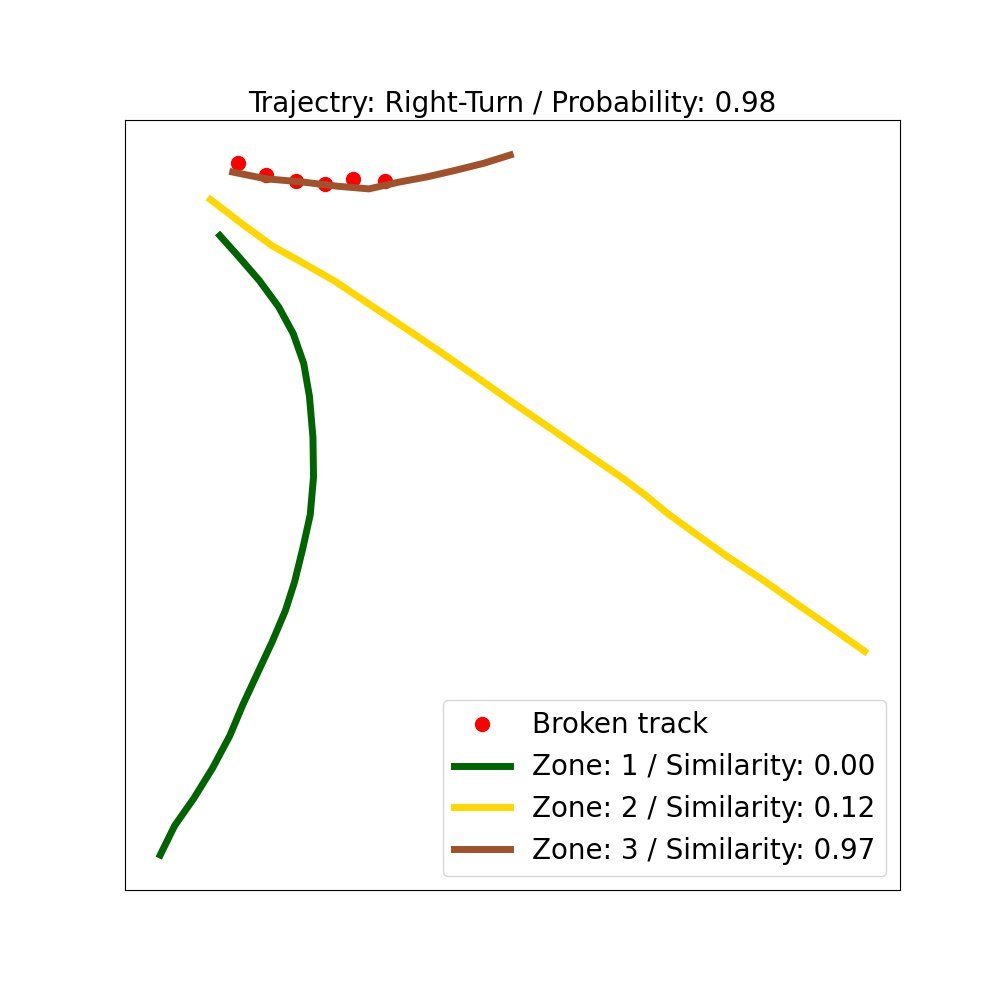 Trajectry: Right-Turn / Probability: 0.98
Broken track
Zone: 1 / Similarity: 0.00
Zone: 2 / Similarity: 0.12
Zone: 3 / Similarity: 0.97